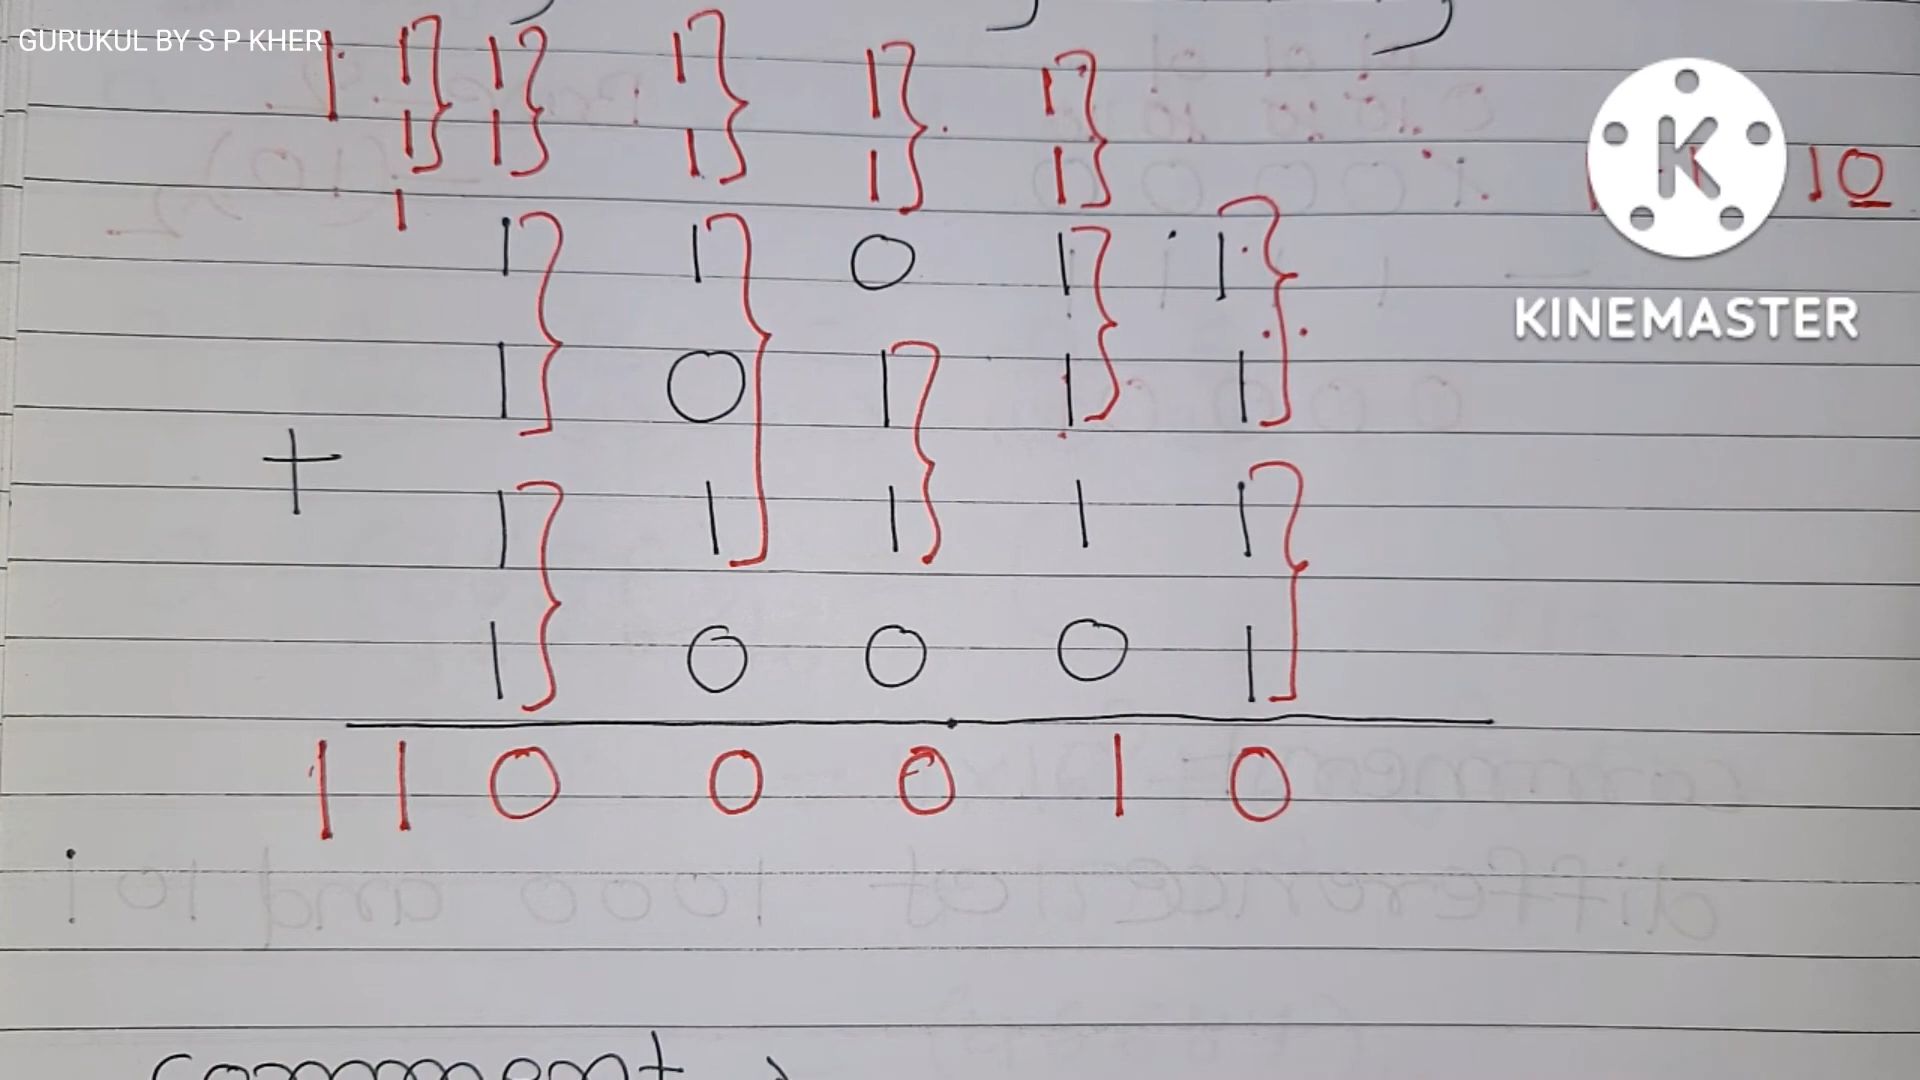 GURUKUL BY S P KHER
1 1 1 1 1 1
1 1 1 1 1
10
1
1 1 0 1 1
KINEMASTER
1 0 1 1 1
+
1 1 1 1 1
1 0 0 0 1
1 1 0 0 0 1 0
comment